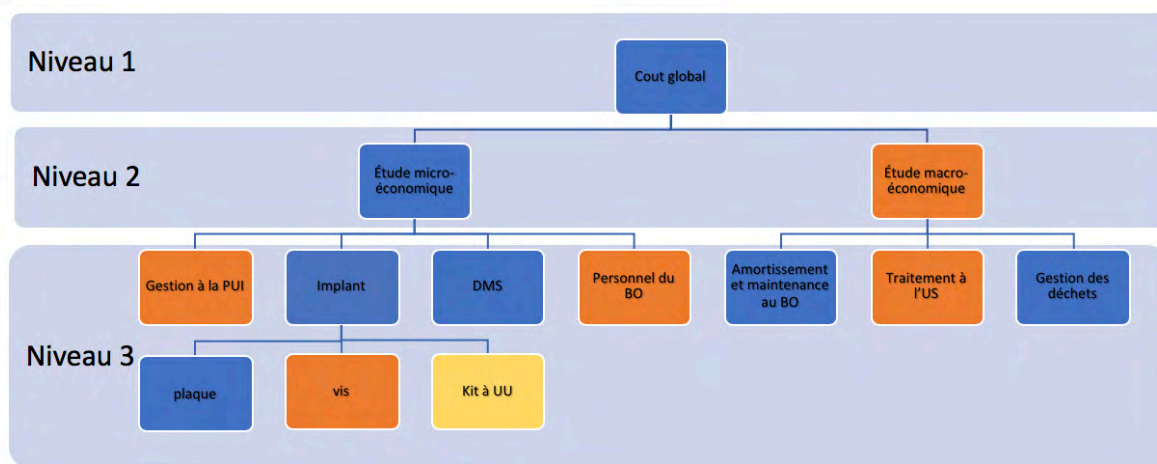 Niveau 1
Cout global
Niveau 2
Étude micro-
économique
Étude macro-
économique
Niveau 3
Gestion à la PUI
Implant
DMS
Personnel du
BO
Amortissement
et maintenance
au BO
Traitement à
l'US
Gestion des
déchets
plaque
vis
Kit à UU